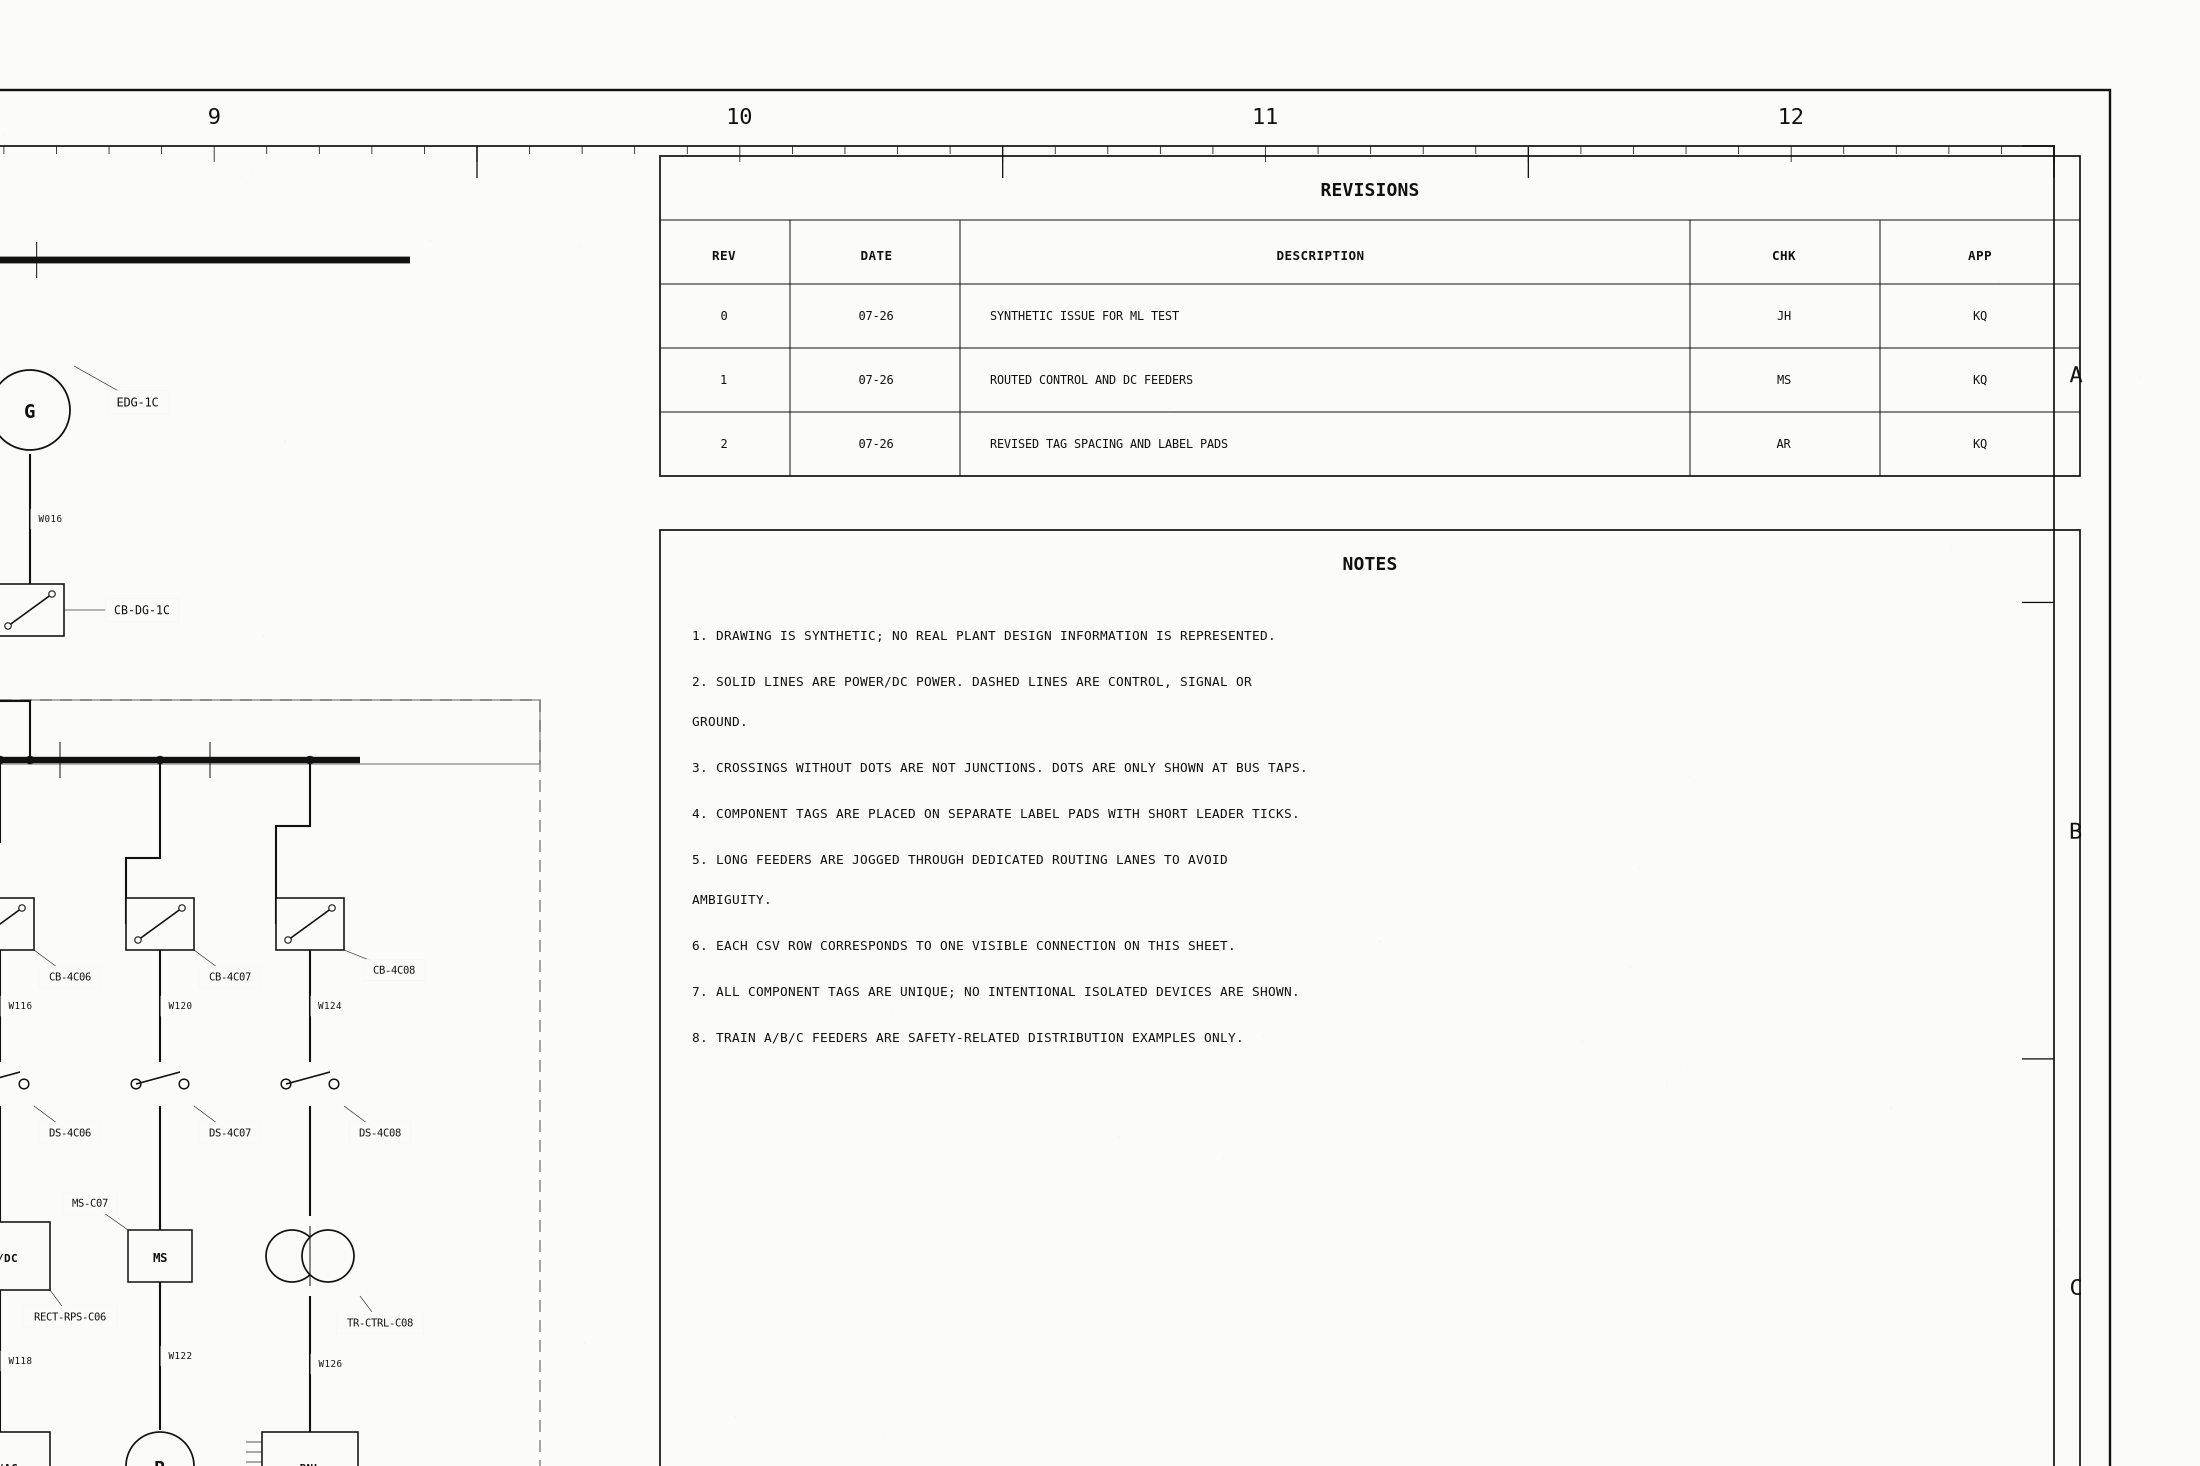 9 10 11 12
REVISIONS
REV DATE DESCRIPTION CHK APP
0 07-26 SYNTHETIC ISSUE FOR ML TEST JH KQ
1 07-26 ROUTED CONTROL AND DC FEEDERS MS KQ
2 07-26 REVISED TAG SPACING AND LABEL PADS AR KQ
A
G
EDG-1C
W016
CB-DG-1C
NOTES
1. DRAWING IS SYNTHETIC; NO REAL PLANT DESIGN INFORMATION IS REPRESENTED.
2. SOLID LINES ARE POWER/DC POWER. DASHED LINES ARE CONTROL, SIGNAL OR
GROUND.
3. CROSSINGS WITHOUT DOTS ARE NOT JUNCTIONS. DOTS ARE ONLY SHOWN AT BUS TAPS.
4. COMPONENT TAGS ARE PLACED ON SEPARATE LABEL PADS WITH SHORT LEADER TICKS.
5. LONG FEEDERS ARE JOGGED THROUGH DEDICATED ROUTING LANES TO AVOID
AMBIGUITY.
6. EACH CSV ROW CORRESPONDS TO ONE VISIBLE CONNECTION ON THIS SHEET.
7. ALL COMPONENT TAGS ARE UNIQUE; NO INTENTIONAL ISOLATED DEVICES ARE SHOWN.
8. TRAIN A/B/C FEEDERS ARE SAFETY-RELATED DISTRIBUTION EXAMPLES ONLY.
B
C
CB-4C06 CB-4C07 CB-4C08
W116 W120 W124
DS-4C06 DS-4C07 DS-4C08
MS-C07
/DC MS
RECT-RPS-C06 TR-CTRL-C08
W118 W122 W126